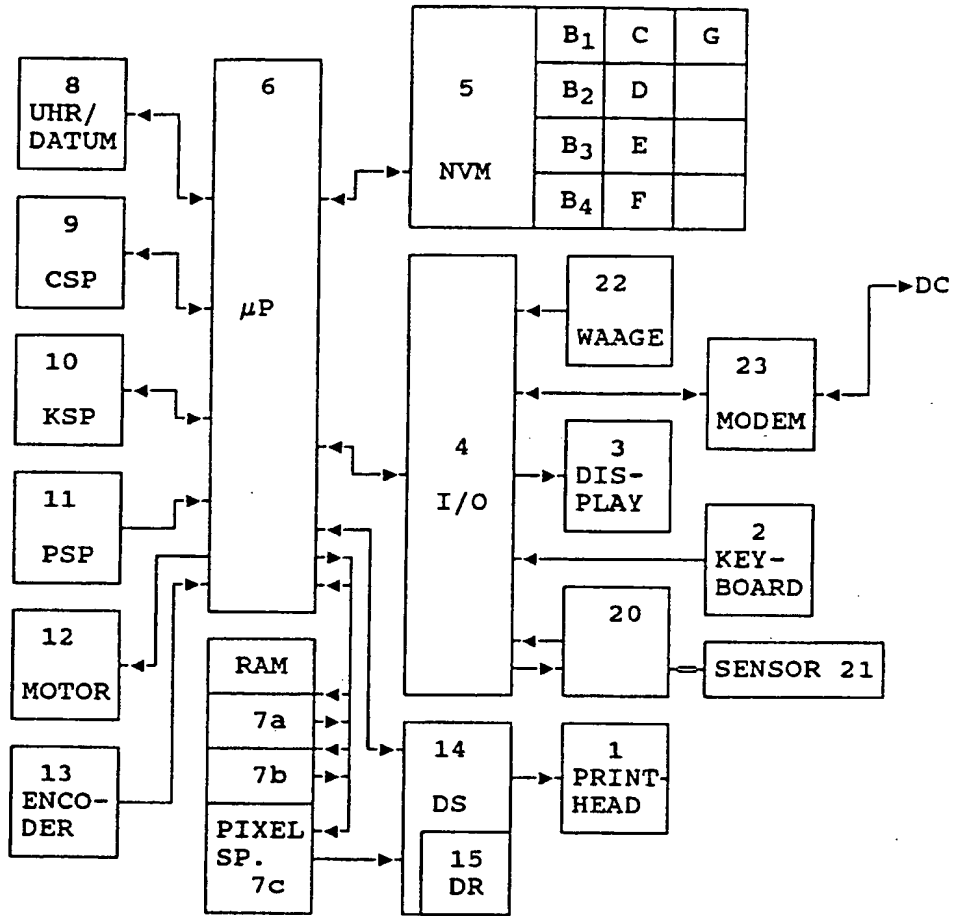 B1 C G
B2 D
B3 E
B4 F
5
NVM
8
UHR/
DATUM
6
μP
9
CSP
10
KSP
11
PSP
12
MOTOR
13
ENCO-
DER
22
WAAGE
DC
23
MODEM
4
I/O
3
DIS-
PLAY
2
KEY-
BOARD
20
SENSOR 21
RAM
7a
7b
PIXEL
SP.
7c
14
DS
15
DR
1
PRINT-
HEAD